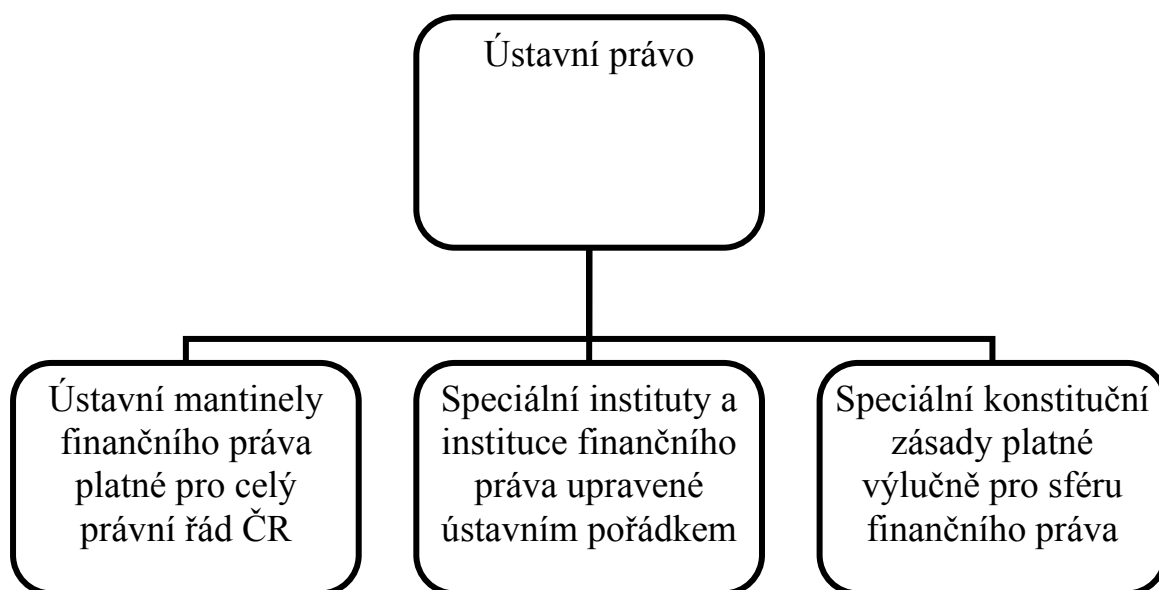 Ústavní právo
Ústavní mantinely
finančního práva
platné pro celý
právní řád ČR
Speciální instituty a
instituce finančního
práva upravené
ústavním pořádkem
Speciální konstituční
zásady platné
výlučně pro sféru
finančního práva